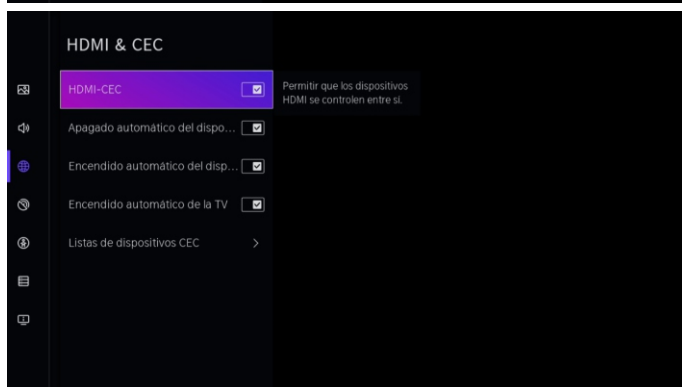 HDMI & CEC
HDMI-CEC
Permitir que los dispositivos
HDMI se controlen entre sí.
Apagado automático del dispo...
Encendido automático del disp...
Encendido automático de la TV
Listas de dispositivos CEC